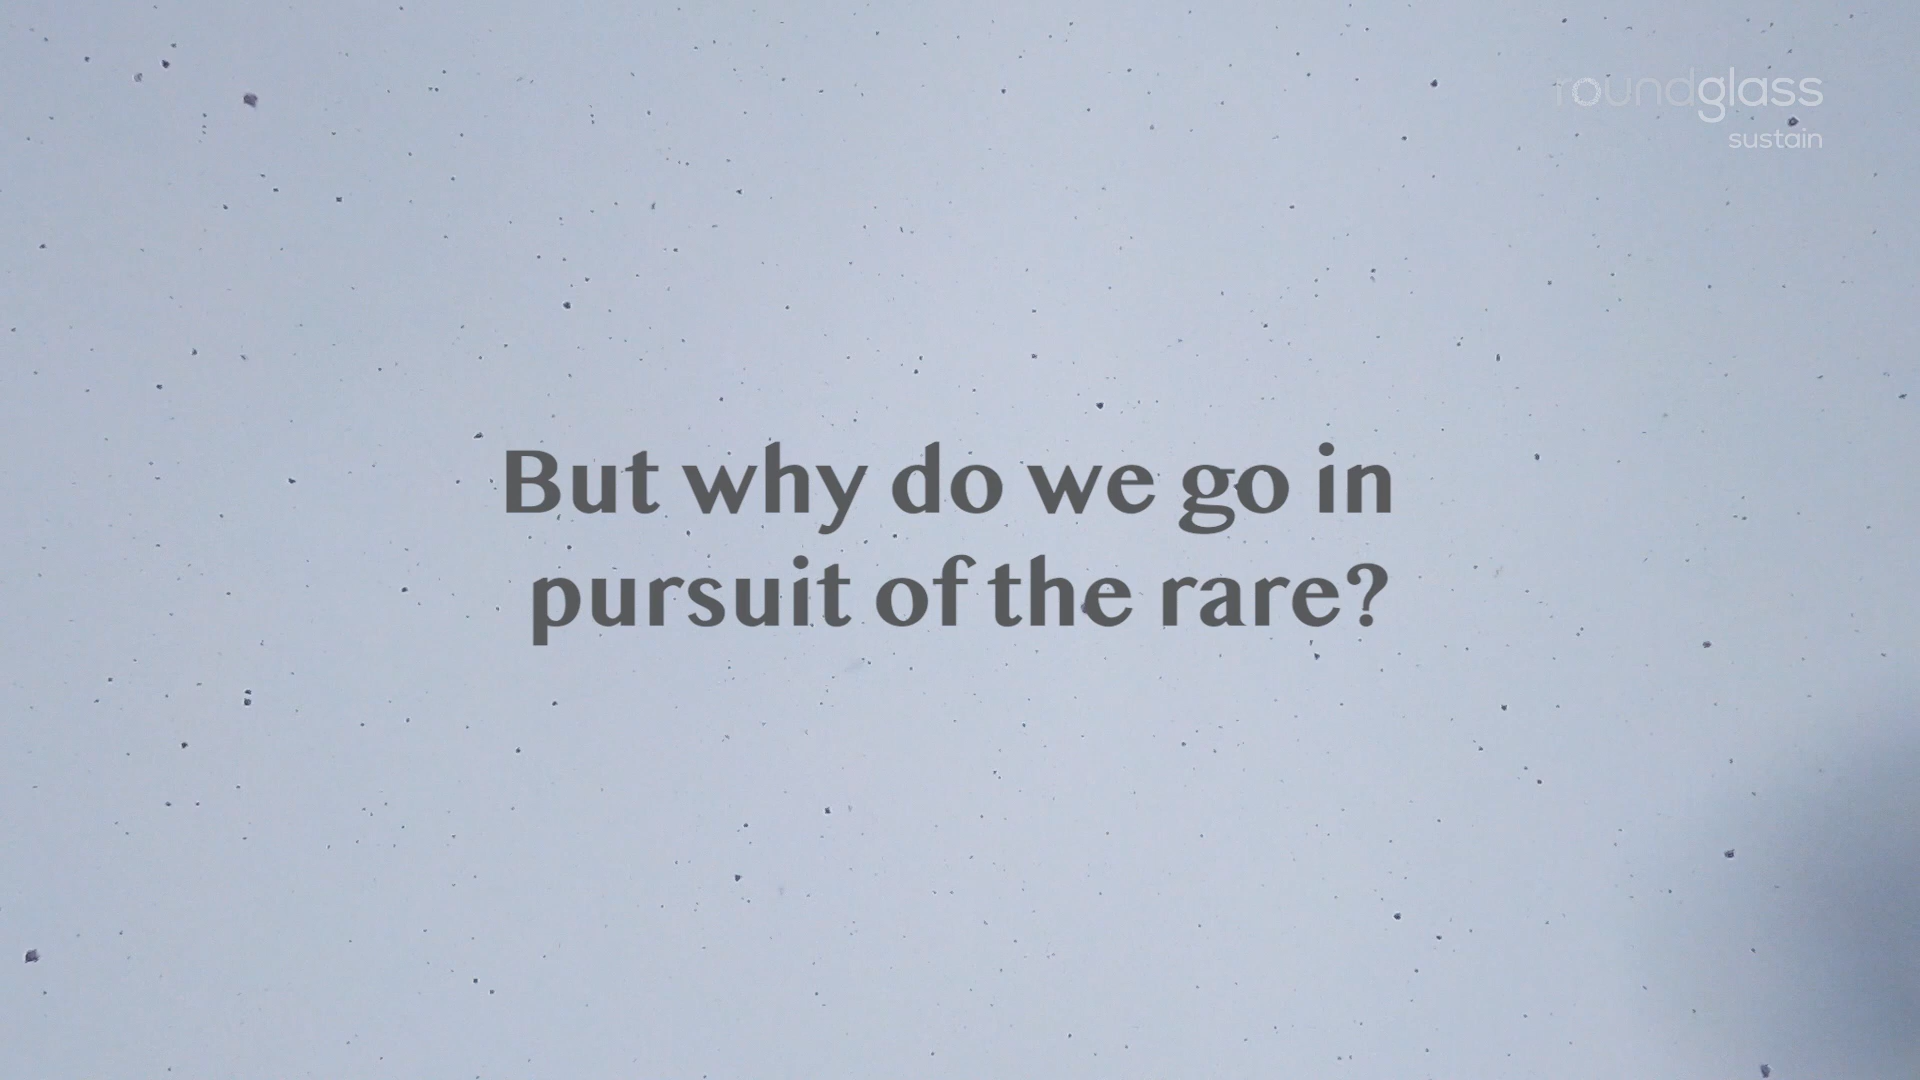 roundglass
sustain
But why do we go in
pursuit of the rare?